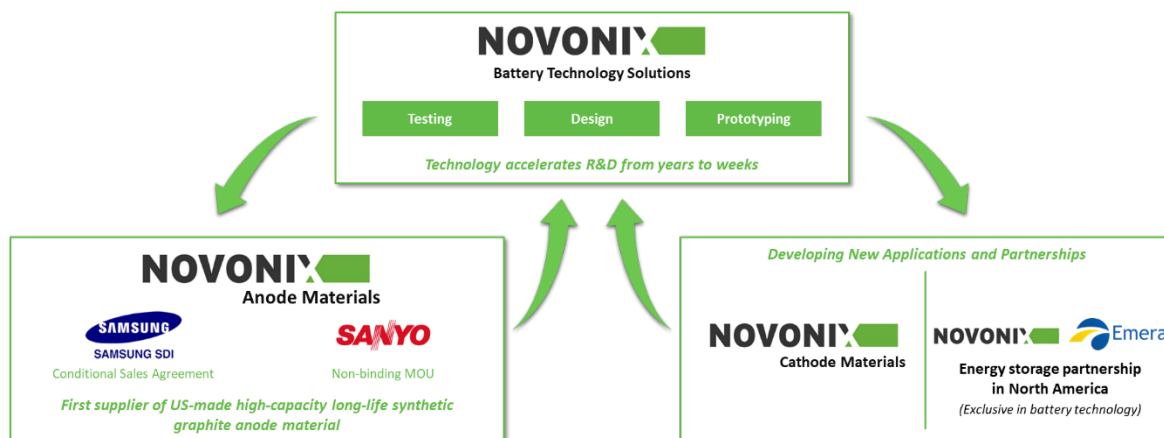 NOVONIX
Battery Technology Solutions
Testing
Design
Prototyping
Technology accelerates R&D from years to weeks
NOVONIX
Anode Materials
SAMSUNG
SAMSUNG SDI
Conditional Sales Agreement
SANYO
Non-binding MOU
First supplier of US-made high-capacity long-life synthetic
graphite anode material
Developing New Applications and Partnerships
NOVONIX
Cathode Materials
NOVONIX
Emera
Energy storage partnership
in North America
(Exclusive in battery technology)